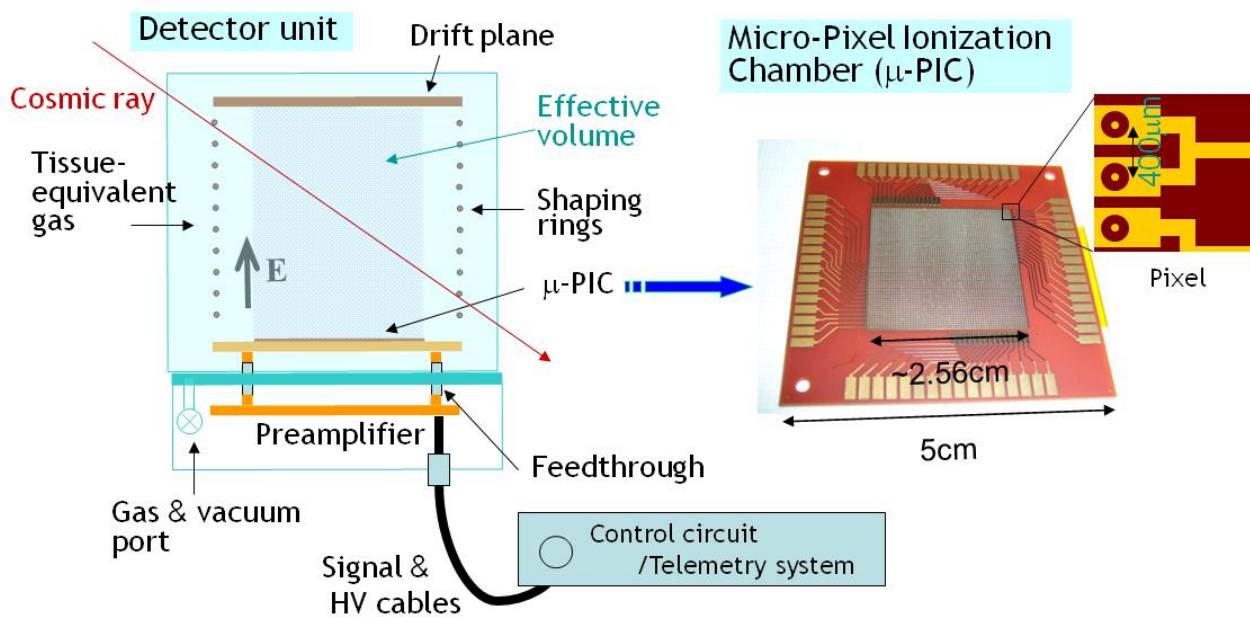 Detector unit
Drift plane
Cosmic ray
Effective
volume
Tissue-
equivalent
gas
Shaping
rings
E
μ-PIC
Preamplifier
Feedthrough
Gas & vacuum
port
Signal &
HV cables
Control circuit
/Telemetry system
Micro-Pixel Ionization
Chamber (μ-PIC)
400μm
Pixel
~2.56cm
5cm